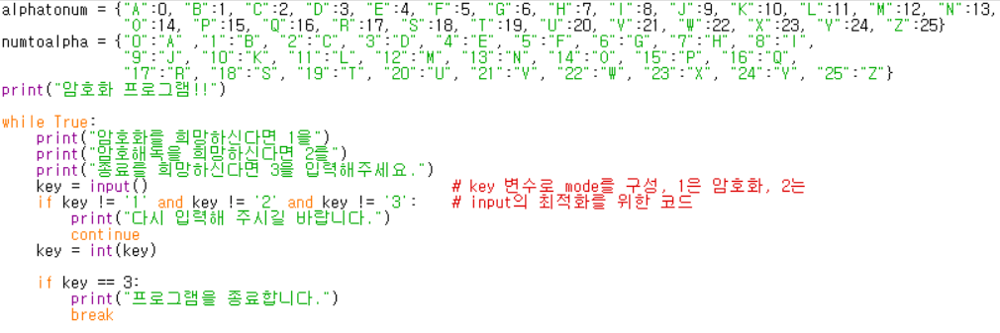 alphatonum = {"A":0, "B":1, "C":2, "D":3, "E":4, "F":5, "G":6, "H":7, "I":8, "J":9, "K":10, "L":11, "M":12, "N":13,
"O":14, "P":15, "Q":16, "R":17, "S":18, "T":19, "U":20, "V":21, "W":22, "X":23, "Y":24, "Z":25}
numtoalpha = {"0":"A" ,"1":"B", "2":"C", "3":"D", "4":"E", "5":"F", "6":"G", "7":"H", "8":"I",
"9":"J", "10":"K", "11":"L", "12":"M", "13":"N", "14":"O", "15":"P", "16":"Q",
"17":"R", "18":"S", "19":"T", "20":"U", "21":"V", "22":"W", "23":"X", "24":"Y", "25":"Z"}
print("암호화 프로그램!!")
while True:
print("암호화를 희망하신다면 1을")
print("암호해독을 희망하신다면 2를")
print("종료를 희망하신다면 3을 입력해주세요.")
key = input() # key 변수로 mode를 구성, 1은 암호화, 2는
if key != '1' and key != '2' and key != '3': # input의 최적화를 위한 코드
print("다시 입력해 주시길 바랍니다.")
continue
key = int(key)
if key == 3:
print("프로그램을 종료합니다.")
break